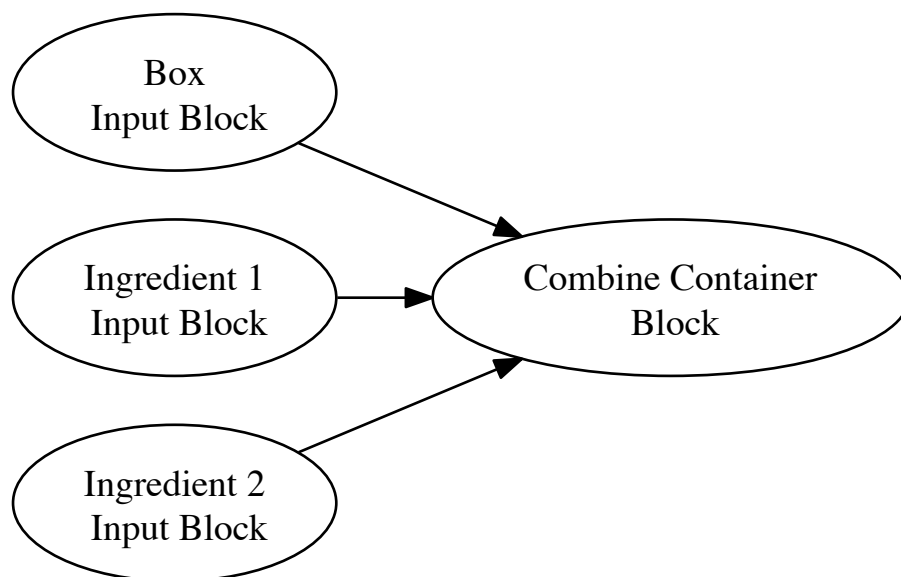 Box
Input Block
Ingredient 1
Input Block
Combine Container
Block
Ingredient 2
Input Block